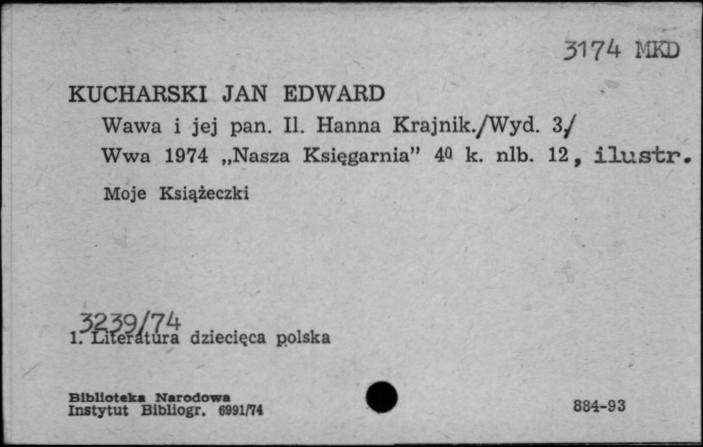 3174 MKD
KUCHARSKI JAN EDWARD
Wawa i jej pan. Il. Hanna Krajnik./Wyd. 3/
Wwa 1974 „Nasza Księgarnia” 4⁰ k. nlb. 12, ilustr.
Moje Książeczki
3239/74
1. Literatura dziecięca polska
Biblioteka Narodowa
Instytut Bibliogr. 6991/74
884-93